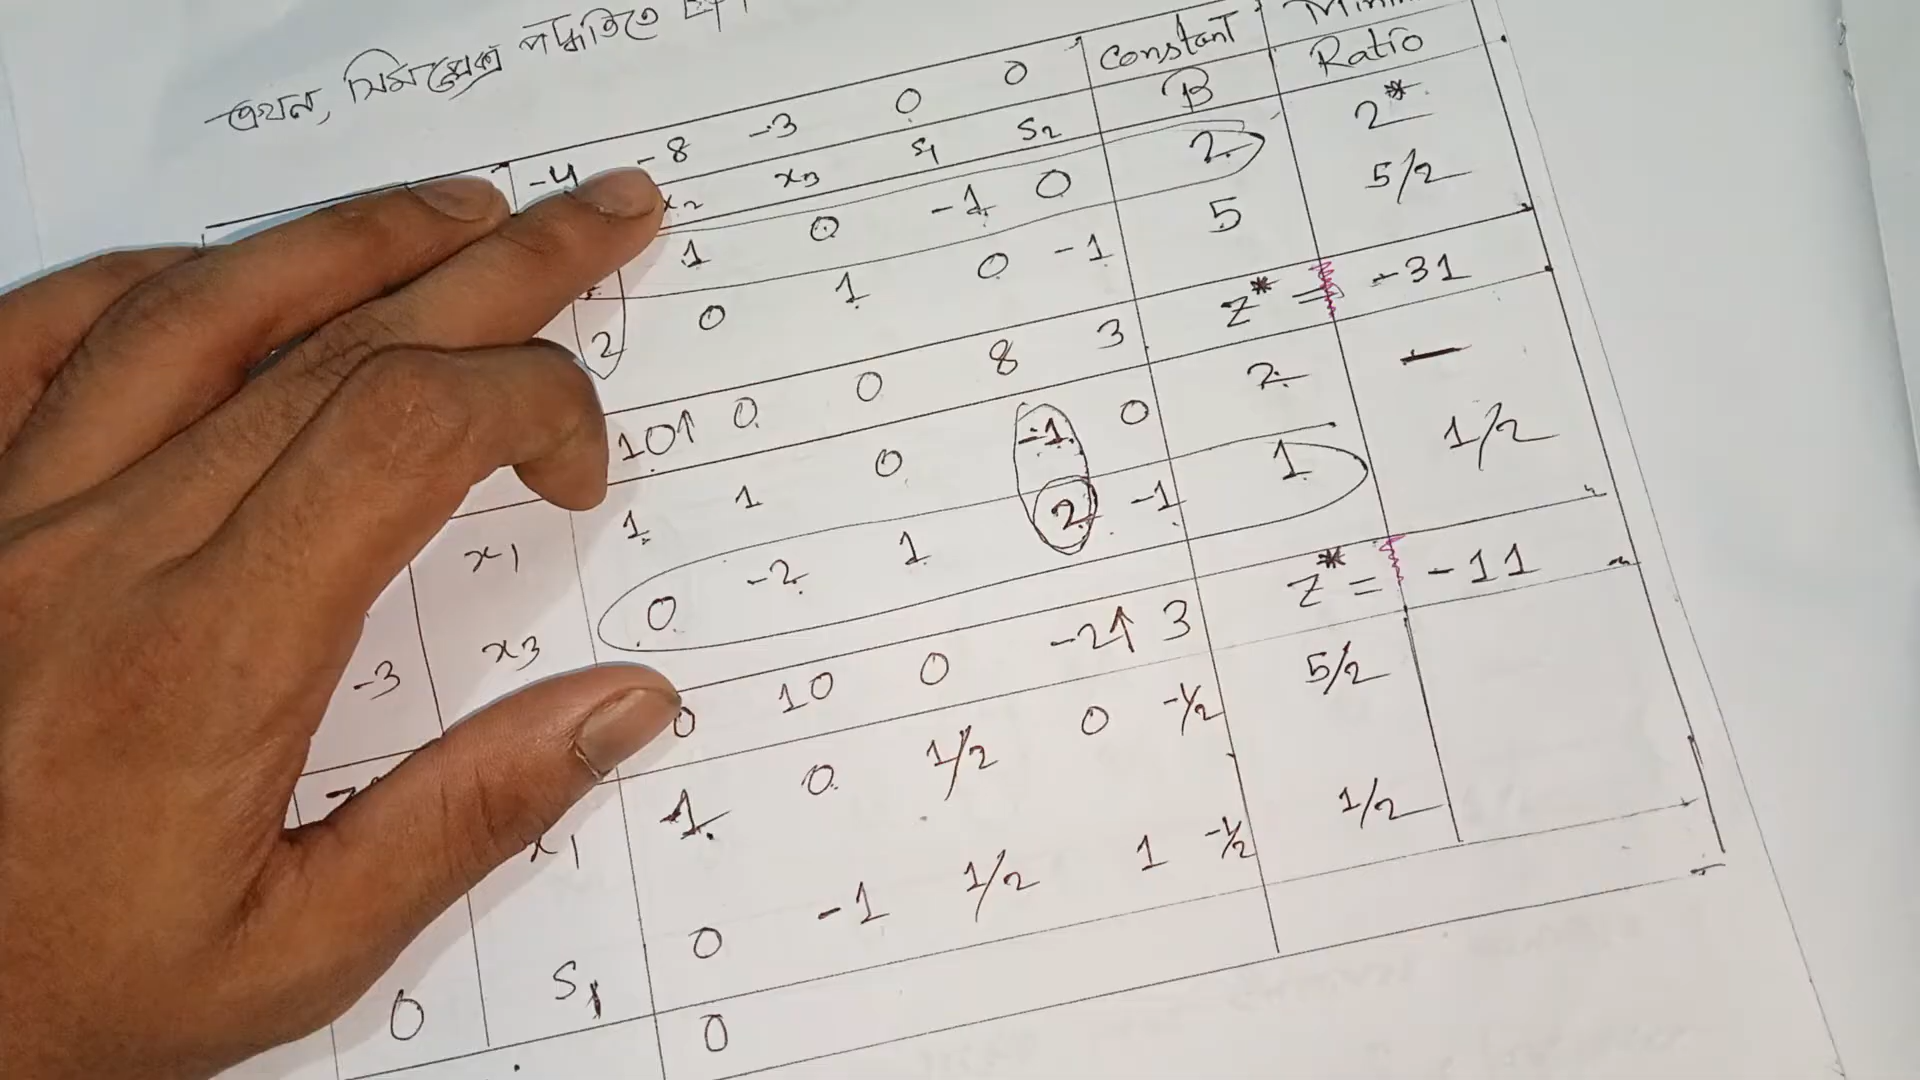 এখন, সিমপ্লেক্স পদ্ধতিতে
-4 -8 -3 0 0 Constant
x2 x3 s1 s2 B Ratio
1 0 -1 0 2 2*
2 0 1 0 -1 5 5/2
10↑ 0 0 8 3 z* = -31
x1 1 1 0 -1 0 2 —
-3 x3 0 -2 1 2 -1 1 1/2
0 10 0 -2↑ 3 z* = -11
x1 1 0 1/2 0 -1/2 5/2
0 S1 0 -1 1/2 1 -1/2 1/2
0